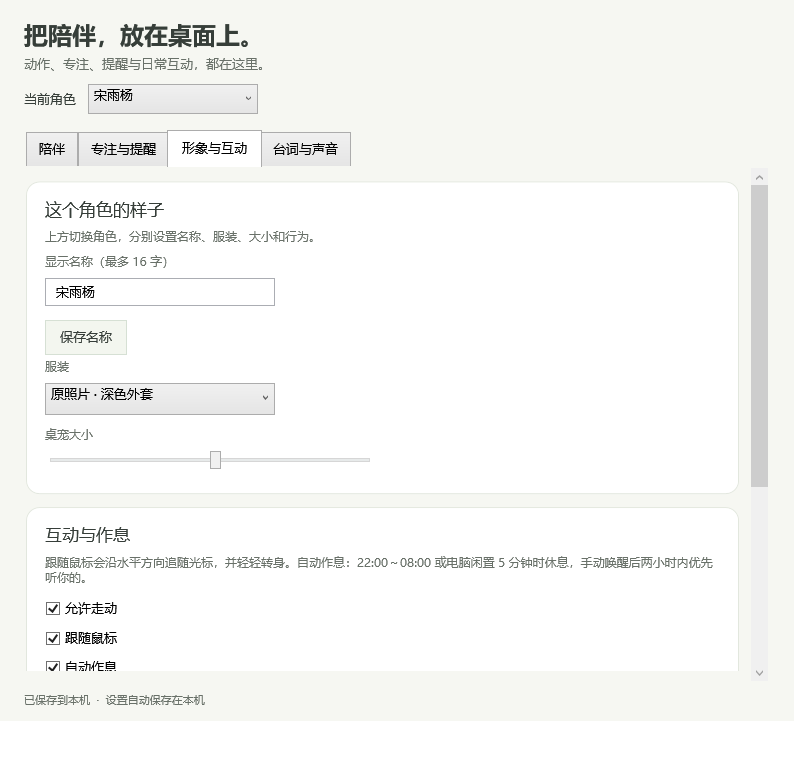 把陪伴，放在桌面上。
动作、专注、提醒与日常互动，都在这里。
当前角色 宋雨杨
陪伴 专注与提醒 形象与互动 台词与声音
这个角色的样子
上方切换角色，分别设置名称、服装、大小和行为。
显示名称（最多 16 字）
宋雨杨
保存名称
服装
原照片 · 深色外套
桌宠大小
互动与作息
跟随鼠标会沿水平方向追随光标，并轻轻转身。自动作息：22:00～08:00 或电脑闲置 5 分钟时休息，手动唤醒后两小时内优先
听你的。
允许走动
跟随鼠标
自动作息
已保存到本机 · 设置自动保存在本机